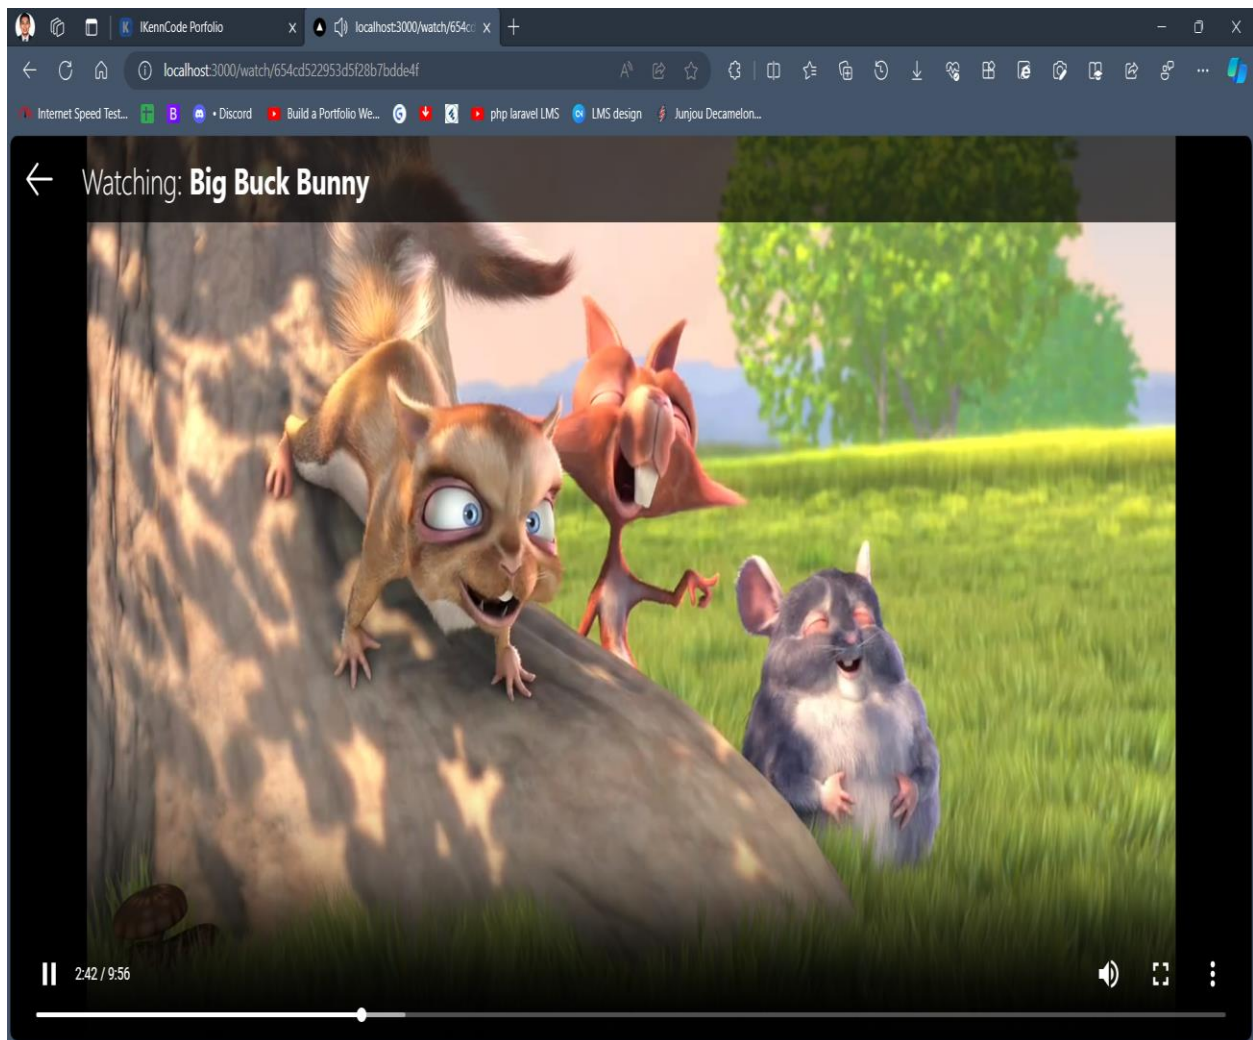 K IKennCode Porfolio
localhost:3000/watch/654cc
localhost:3000/watch/654cd522953d5f28b7bdde4f
Internet Speed Test... B • Discord Build a Portfolio We... G php laravel LMS LMS design Junjou Decamelon...
Watching: Big Buck Bunny
2:42 / 9:56